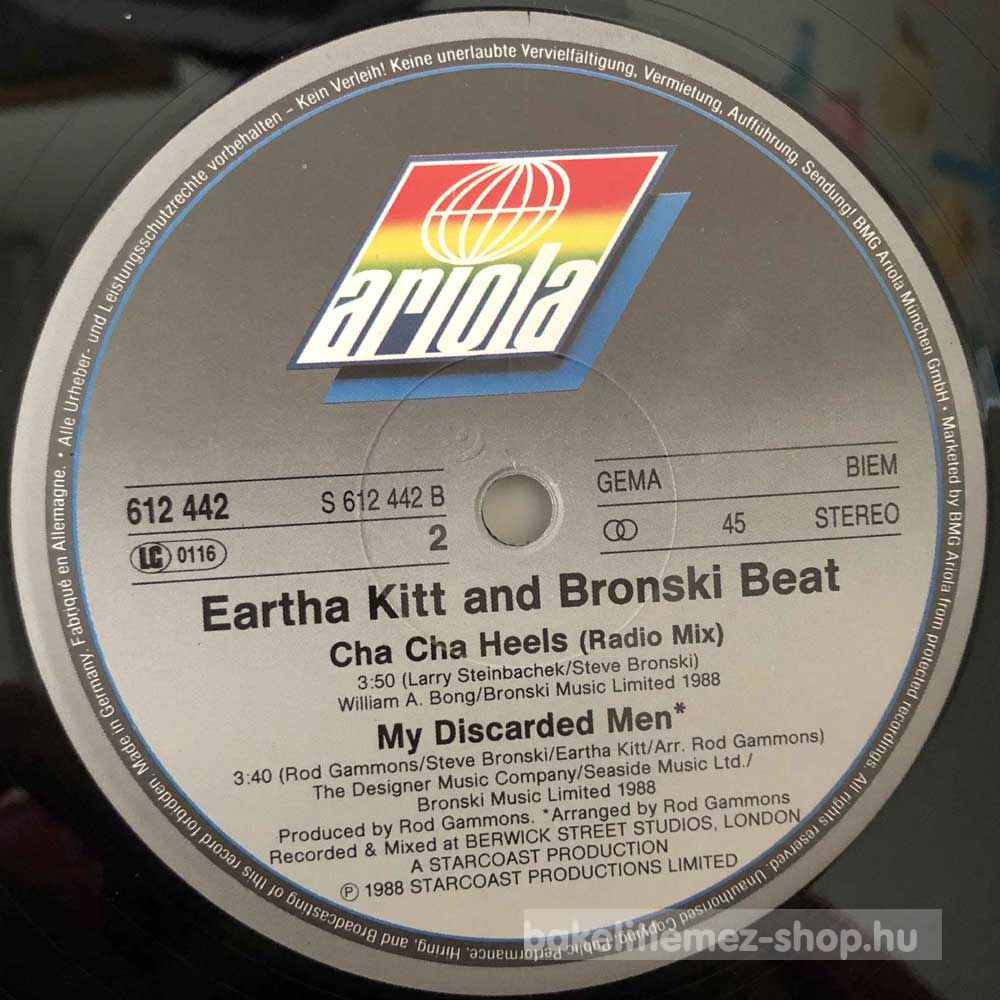 Alle Urheber- und Leistungsschutzrechte vorbehalten – Kein Verleih! Keine unerlaubte Vervielfältigung, Vermietung, Aufführung, Sendung! BMG Ariola München GmbH • Marketed by BMG Ariola from protected recordings. All rights reserved. Unauthorised Copying, Public Performance, Hiring, and Broadcasting of this record forbidden. Made in Germany. Fabriqué en Allemagne. •
ariola
612 442
S 612 442 B
LC 0116
2
GEMA
BIEM
45
STEREO
Eartha Kitt and Bronski Beat
Cha Cha Heels (Radio Mix)
3:50 (Larry Steinbachek/Steve Bronski)
William A. Bong/Bronski Music Limited 1988
My Discarded Men*
3:40 (Rod Gammons/Steve Bronski/Eartha Kitt/Arr. Rod Gammons)
The Designer Music Company/Seaside Music Ltd./
Bronski Music Limited 1988
Produced by Rod Gammons. *Arranged by Rod Gammons
Recorded & Mixed at BERWICK STREET STUDIOS, LONDON
A STARCOAST PRODUCTION
℗ 1988 STARCOAST PRODUCTIONS LIMITED
bakelitlemez-shop.hu